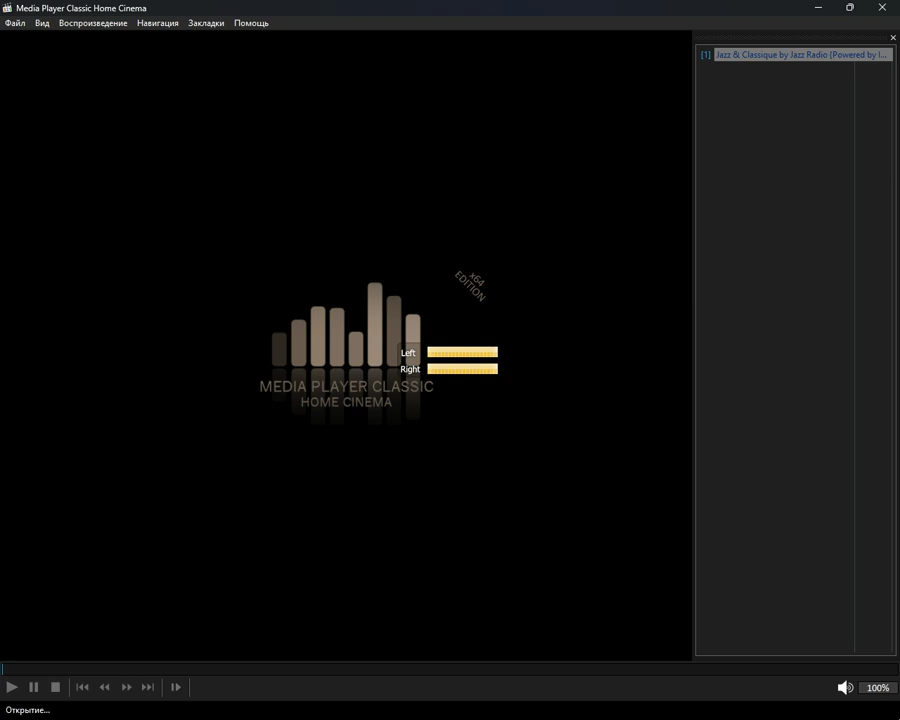 Media Player Classic Home Cinema
Файл Вид Воспроизведение Навигация Закладки Помощь
[1] Jazz & Classique by Jazz Radio (Powered by I...
x64
EDITION
Left
Right
MEDIA PLAYER CLASSIC
HOME CINEMA
100%
Открытие...